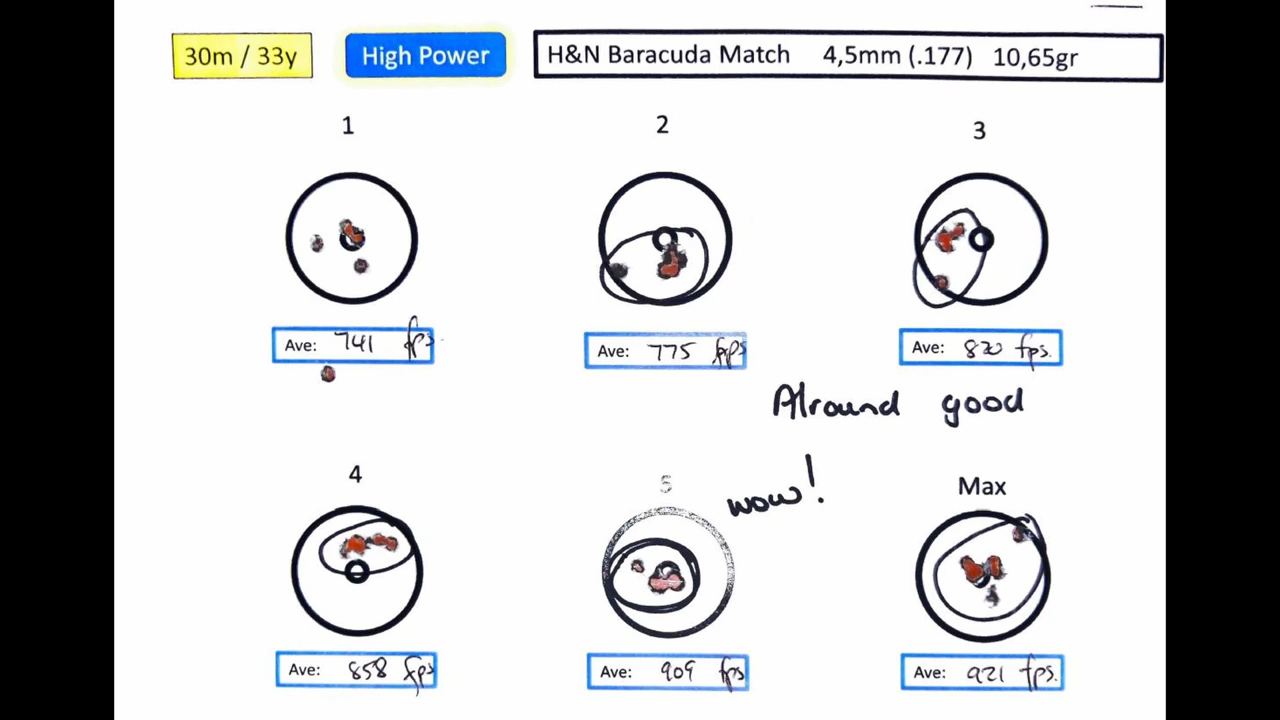 30m / 33y High Power H&N Baracuda Match 4,5mm (.177) 10,65gr
1 2 3
Ave: 741 fps. Ave: 775 fps Ave: 820 fps.
Alround good
4 5 wow! Max
Ave: 858 fps Ave: 909 fps Ave: 921 fps.